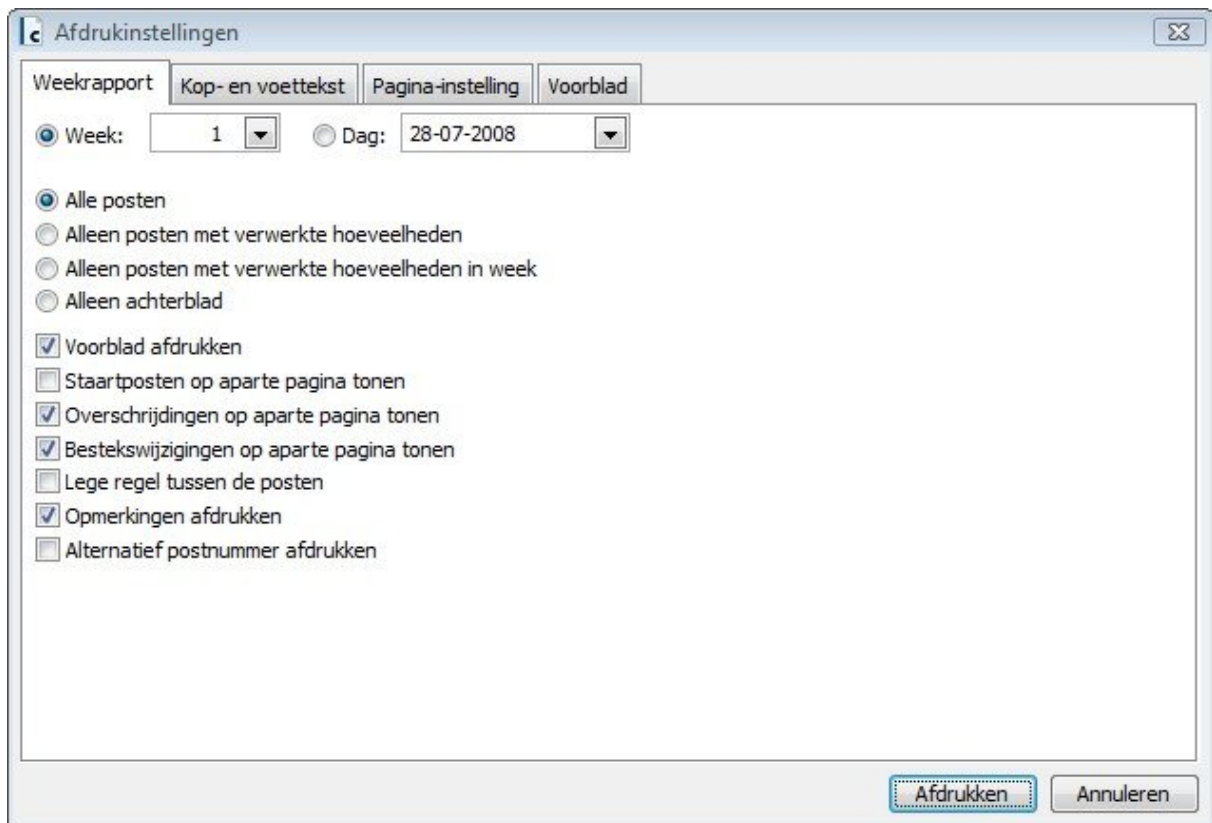 c Afdrukinstellingen
Weekrapport Kop- en voettekst Pagina-instelling Voorblad
Week: 1 Dag: 28-07-2008
Alle posten
Alleen posten met verwerkte hoeveelheden
Alleen posten met verwerkte hoeveelheden in week
Alleen achterblad
Voorblad afdrukken
Staartposten op aparte pagina tonen
Overschrijdingen op aparte pagina tonen
Bestekswijzigingen op aparte pagina tonen
Lege regel tussen de posten
Opmerkingen afdrukken
Alternatief postnummer afdrukken
Afdrukken Annuleren